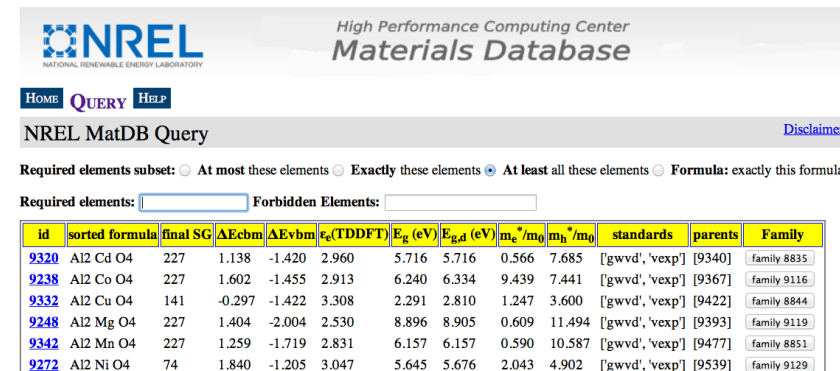 NREL
NATIONAL RENEWABLE ENERGY LABORATORY
High Performance Computing Center
Materials Database
HOME QUERY HELP
NREL MatDB Query Disclaime
Required elements subset: At most these elements Exactly these elements At least all these elements Formula: exactly this formula
Required elements: Forbidden Elements:
id sorted formula final SG ΔEcbm ΔEvbm εe(TDDFT) Eg (eV) Eg,d (eV) me*/m0 mh*/m0 standards parents Family
9320 Al2 Cd O4 227 1.138 -1.420 2.960 5.716 5.716 0.566 7.685 ['gwvd', 'vexp'] [9340] family 8835
9238 Al2 Co O4 227 1.602 -1.455 2.913 6.240 6.334 9.439 7.441 ['gwvd', 'vexp'] [9367] family 9116
9332 Al2 Cu O4 141 -0.297 -1.422 3.308 2.291 2.810 1.247 3.600 ['gwvd', 'vexp'] [9422] family 8844
9248 Al2 Mg O4 227 1.404 -2.004 2.530 8.896 8.905 0.609 11.494 ['gwvd', 'vexp'] [9393] family 9119
9342 Al2 Mn O4 227 1.259 -1.719 2.831 6.157 6.157 0.590 10.587 ['gwvd', 'vexp'] [9477] family 8851
9272 Al2 Ni O4 74 1.840 -1.205 3.047 5.645 5.676 2.043 4.902 ['gwvd', 'vexp'] [9539] family 9129